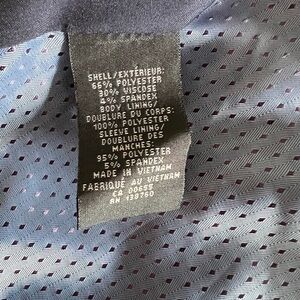 SHELL/EXTÉRIEUR:
66% POLYESTER
30% VISCOSE
4% SPANDEX
BODY LINING/
DOUBLURE DU CORPS:
100% POLYESTER
SLEEVE LINING/
DOUBLURE DES
MANCHES:
95% POLYESTER
5% SPANDEX
MADE IN VIETNAM
FABRIQUÉ AU VIETNAM
CA 00655
RN 139760